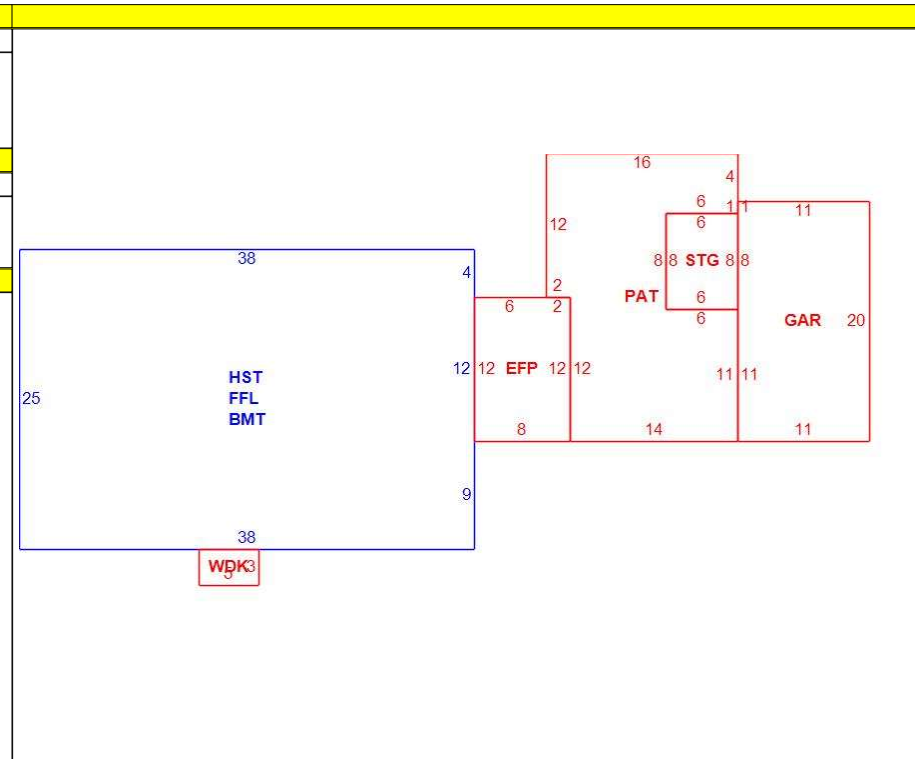 16
4
6 1 1 11
12 6
38 8 8 STG 8 8
4 2 PAT 6
6 2 6 GAR 20
HST 12 12 EFP 12 12 11 11
25 FFL
BMT 8 14 11
9
38
WDK 3
5